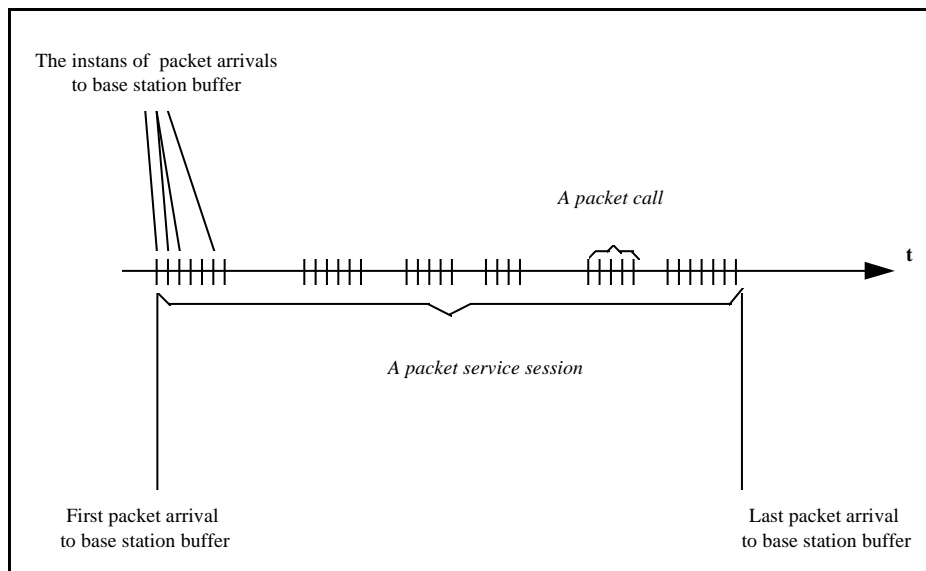 The instans of packet arrivals
to base station buffer
A packet call
t
A packet service session
First packet arrival
to base station buffer
Last packet arrival
to base station buffer